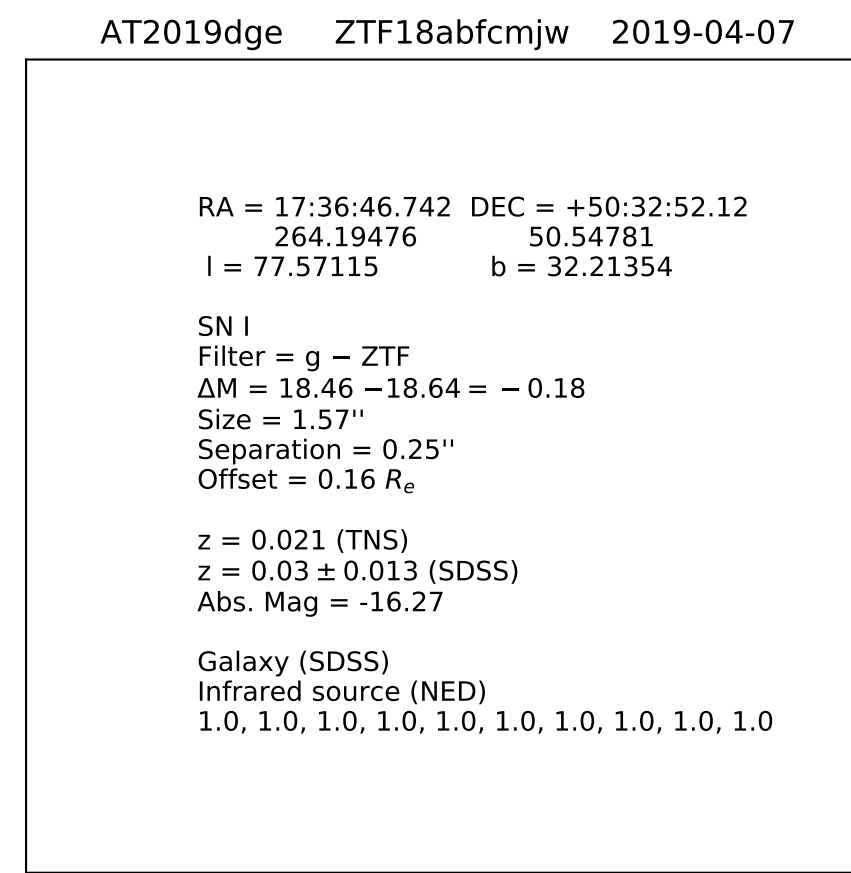 AT2019dge ZTF18abfcmjw 2019-04-07
RA = 17:36:46.742 DEC = +50:32:52.12
264.19476 50.54781
l = 77.57115 b = 32.21354
SN I
Filter = g − ZTF
ΔM = 18.46 −18.64 = − 0.18
Size = 1.57''
Separation = 0.25''
Offset = 0.16 Re
z = 0.021 (TNS)
z = 0.03 ± 0.013 (SDSS)
Abs. Mag = -16.27
Galaxy (SDSS)
Infrared source (NED)
1.0, 1.0, 1.0, 1.0, 1.0, 1.0, 1.0, 1.0, 1.0, 1.0